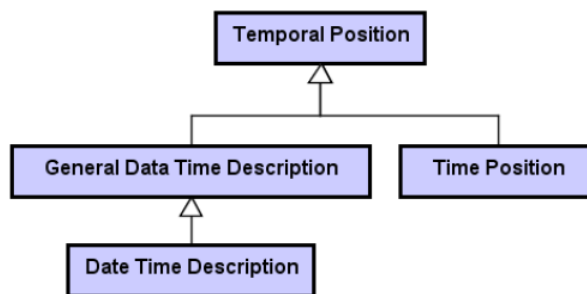 Temporal Position
General Data Time Description
Time Position
Date Time Description